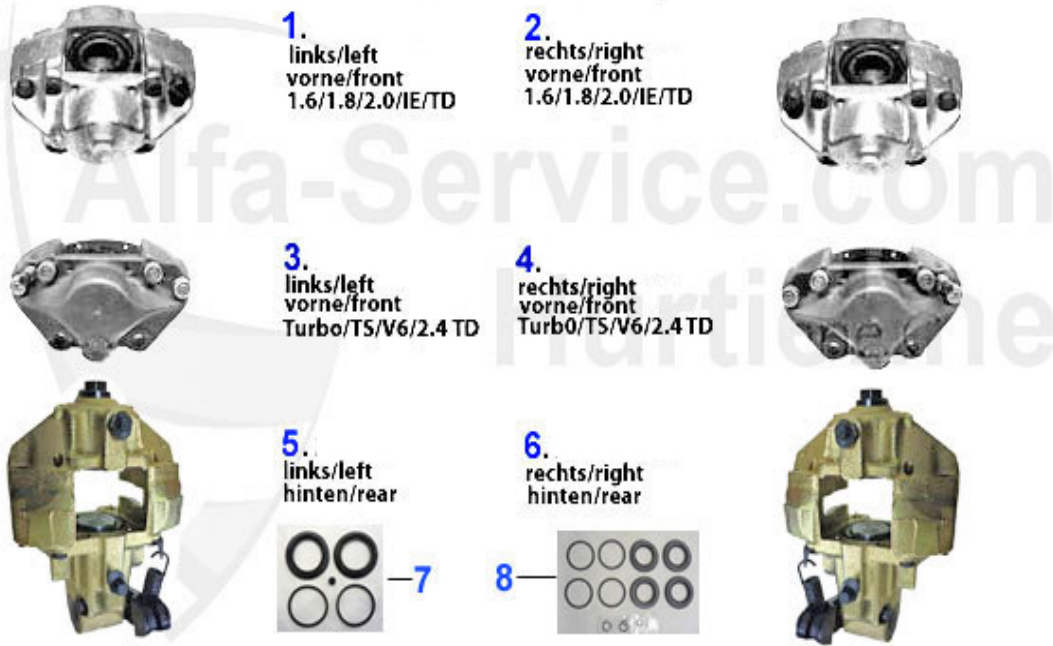 1.
links/left
vorne/front
1.6/1.8/2.0/IE/TD
2.
rechts/right
vorne/front
1.6/1.8/2.0/IE/TD
Alfa-Service.com
3.
links/left
vorne/front
Turbo/TS/V6/2.4 TD
4.
rechts/right
vorne/front
Turb0/TS/V6/2.4 TD
5.
links/left
hinten/rear
6.
rechts/right
hinten/rear
7
8